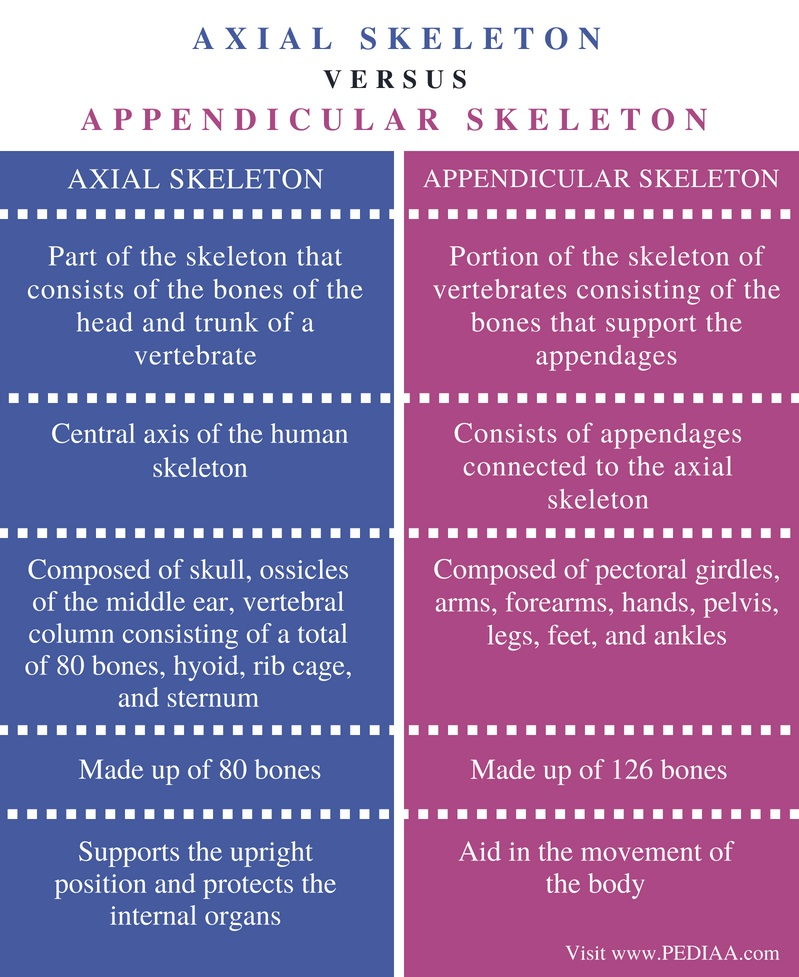 AXIAL SKELETON
VERSUS
APPENDICULAR SKELETON
AXIAL SKELETON
Part of the skeleton that
consists of the bones of the
head and trunk of a
vertebrate
Central axis of the human
skeleton
Composed of skull, ossicles
of the middle ear, vertebral
column consisting of a total
of 80 bones, hyoid, rib cage,
and sternum
Made up of 80 bones
Supports the upright
position and protects the
internal organs
APPENDICULAR SKELETON
Portion of the skeleton of
vertebrates consisting of the
bones that support the
appendages
Consists of appendages
connected to the axial
skeleton
Composed of pectoral girdles,
arms, forearms, hands, pelvis,
legs, feet, and ankles
Made up of 126 bones
Aid in the movement of
the body
Visit www.PEDIAA.com